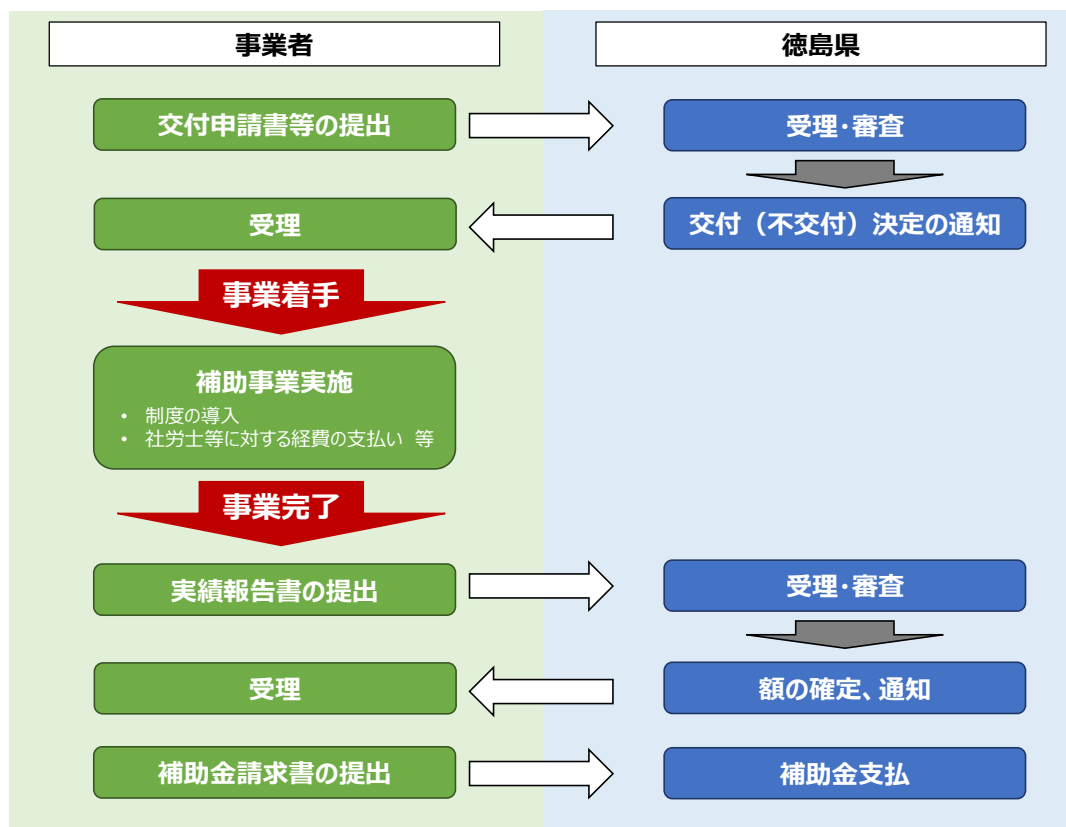 事業者
徳島県
交付申請書等の提出
受理・審査
交付（不交付）決定の通知
受理
事業着手
補助事業実施
• 制度の導入
• 社労士等に対する経費の支払い 等
事業完了
実績報告書の提出
受理・審査
額の確定、通知
受理
補助金請求書の提出
補助金支払